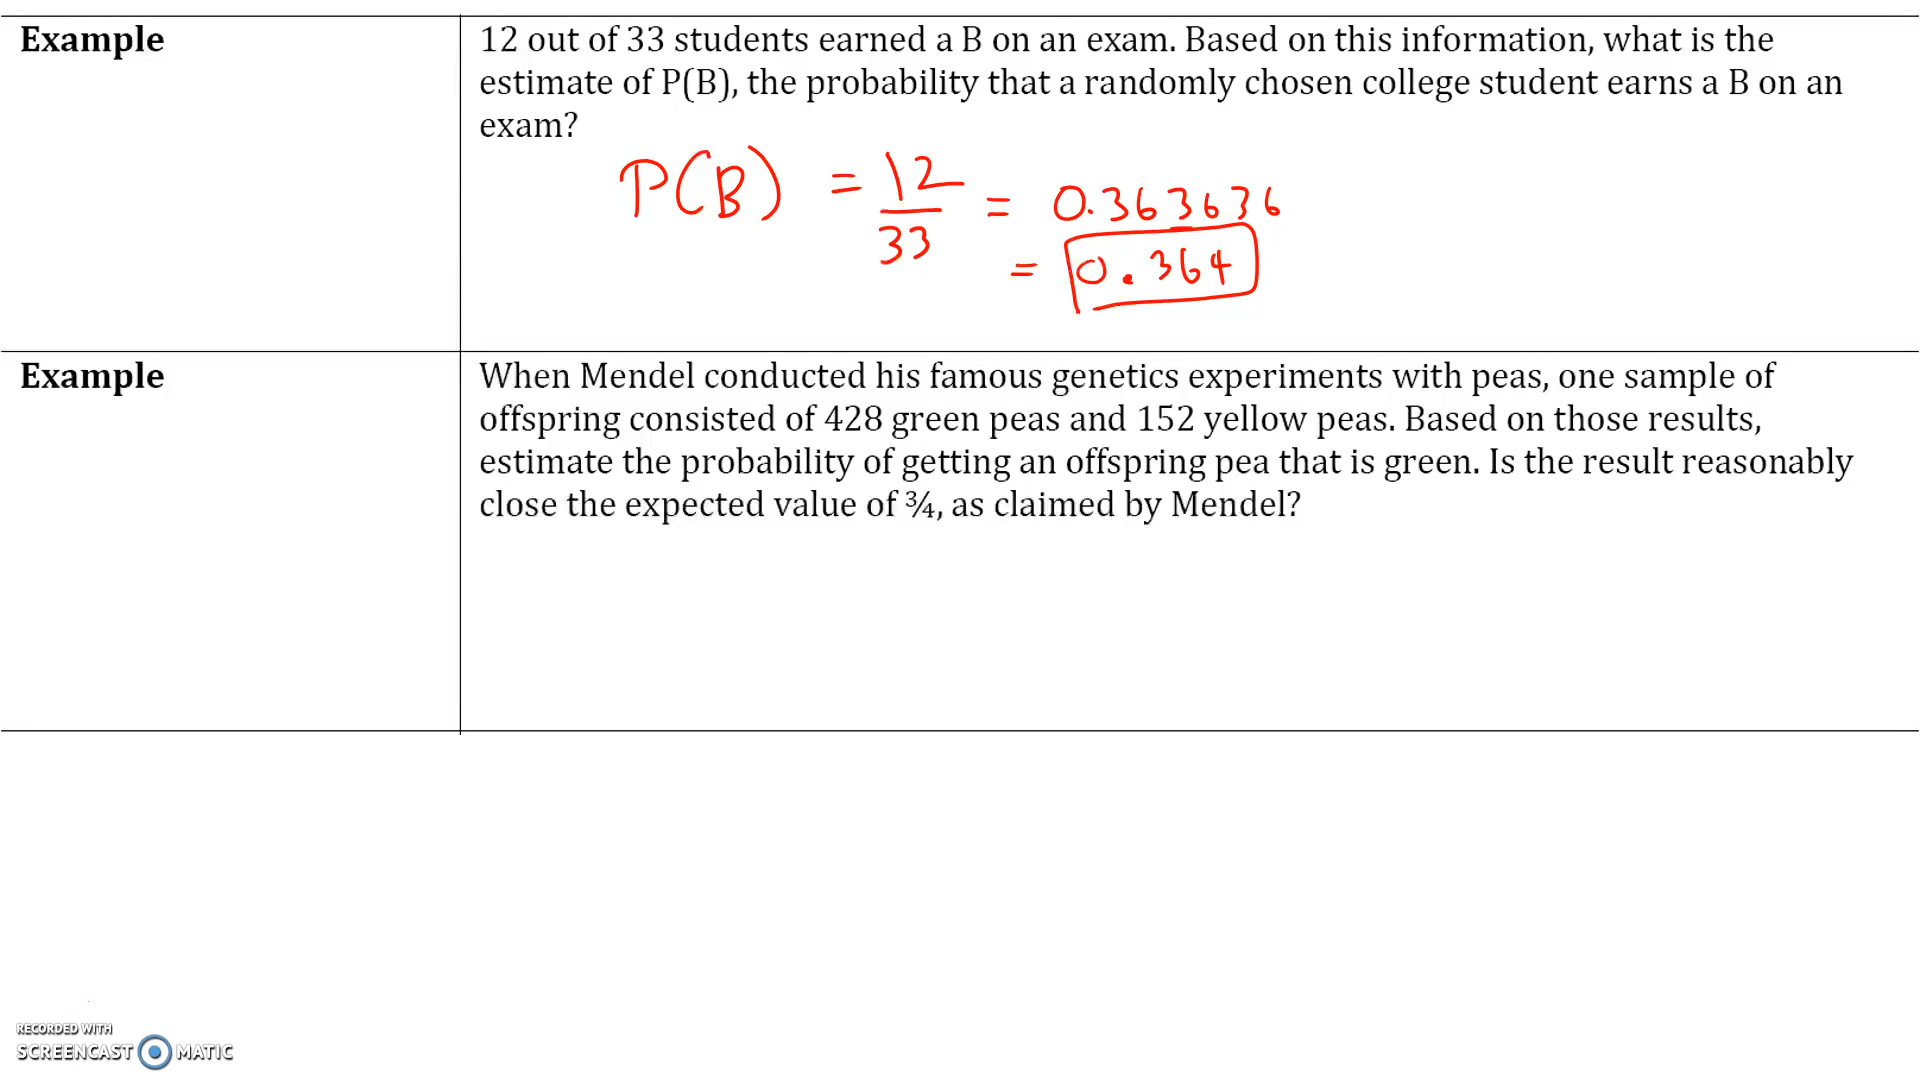 Example
12 out of 33 students earned a B on an exam. Based on this information, what is the
estimate of P(B), the probability that a randomly chosen college student earns a B on an
exam?
P(B) = 12/33 = 0.363636
= 0.364
Example
When Mendel conducted his famous genetics experiments with peas, one sample of
offspring consisted of 428 green peas and 152 yellow peas. Based on those results,
estimate the probability of getting an offspring pea that is green. Is the result reasonably
close the expected value of ¾, as claimed by Mendel?
RECORDED WITH
SCREENCAST MATIC